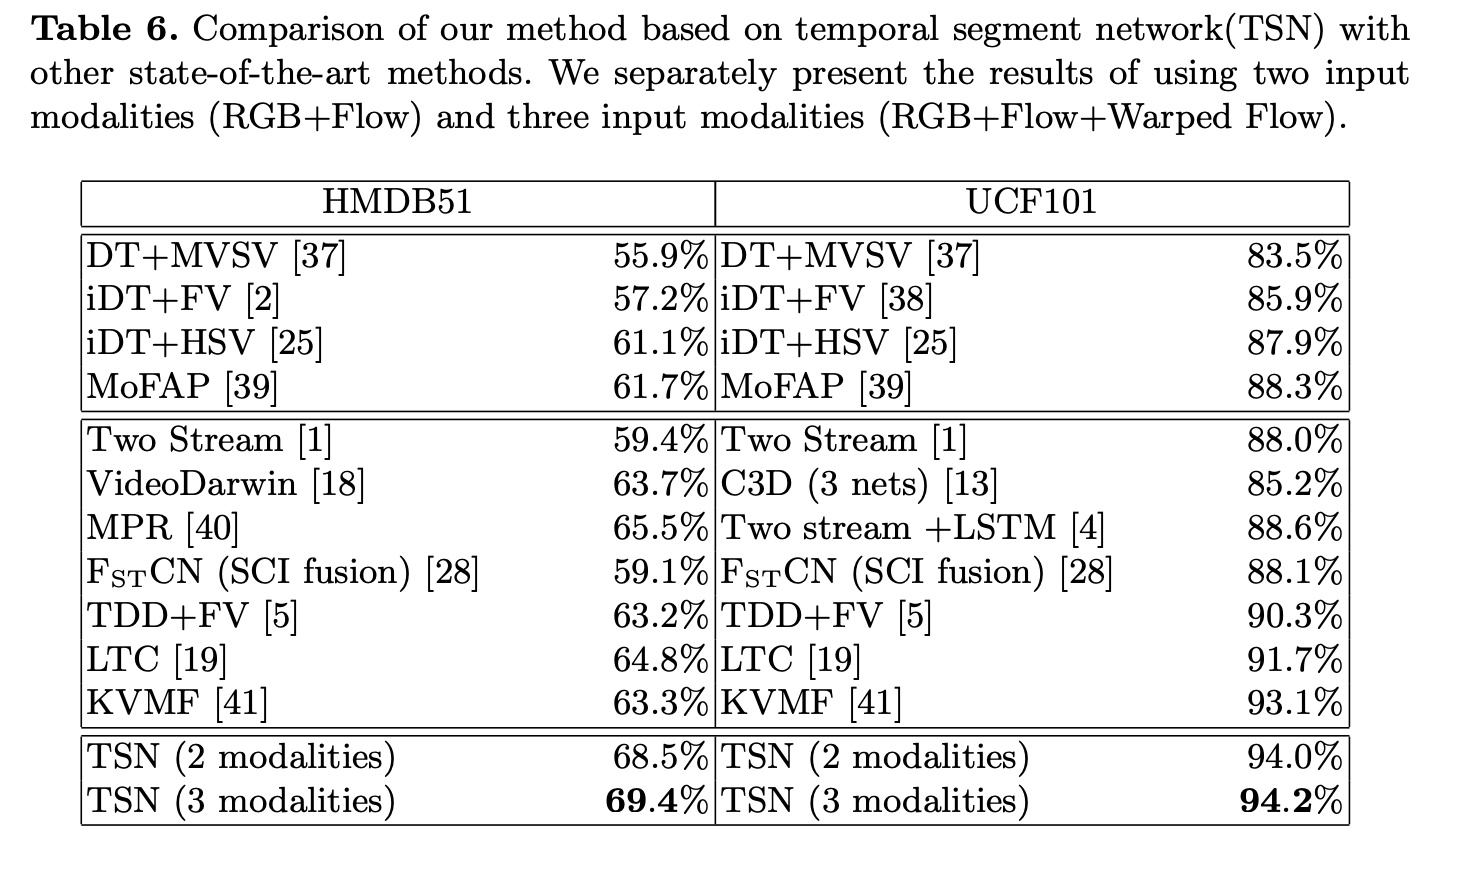 Table 6. Comparison of our method based on temporal segment network(TSN) with
other state-of-the-art methods. We separately present the results of using two input
modalities (RGB+Flow) and three input modalities (RGB+Flow+Warped Flow).
HMDB51 UCF101
DT+MVSV [37] 55.9% DT+MVSV [37] 83.5%
iDT+FV [2] 57.2% iDT+FV [38] 85.9%
iDT+HSV [25] 61.1% iDT+HSV [25] 87.9%
MoFAP [39] 61.7% MoFAP [39] 88.3%
Two Stream [1] 59.4% Two Stream [1] 88.0%
VideoDarwin [18] 63.7% C3D (3 nets) [13] 85.2%
MPR [40] 65.5% Two stream +LSTM [4] 88.6%
FSTCN (SCI fusion) [28] 59.1% FSTCN (SCI fusion) [28] 88.1%
TDD+FV [5] 63.2% TDD+FV [5] 90.3%
LTC [19] 64.8% LTC [19] 91.7%
KVMF [41] 63.3% KVMF [41] 93.1%
TSN (2 modalities) 68.5% TSN (2 modalities) 94.0%
TSN (3 modalities) 69.4% TSN (3 modalities) 94.2%